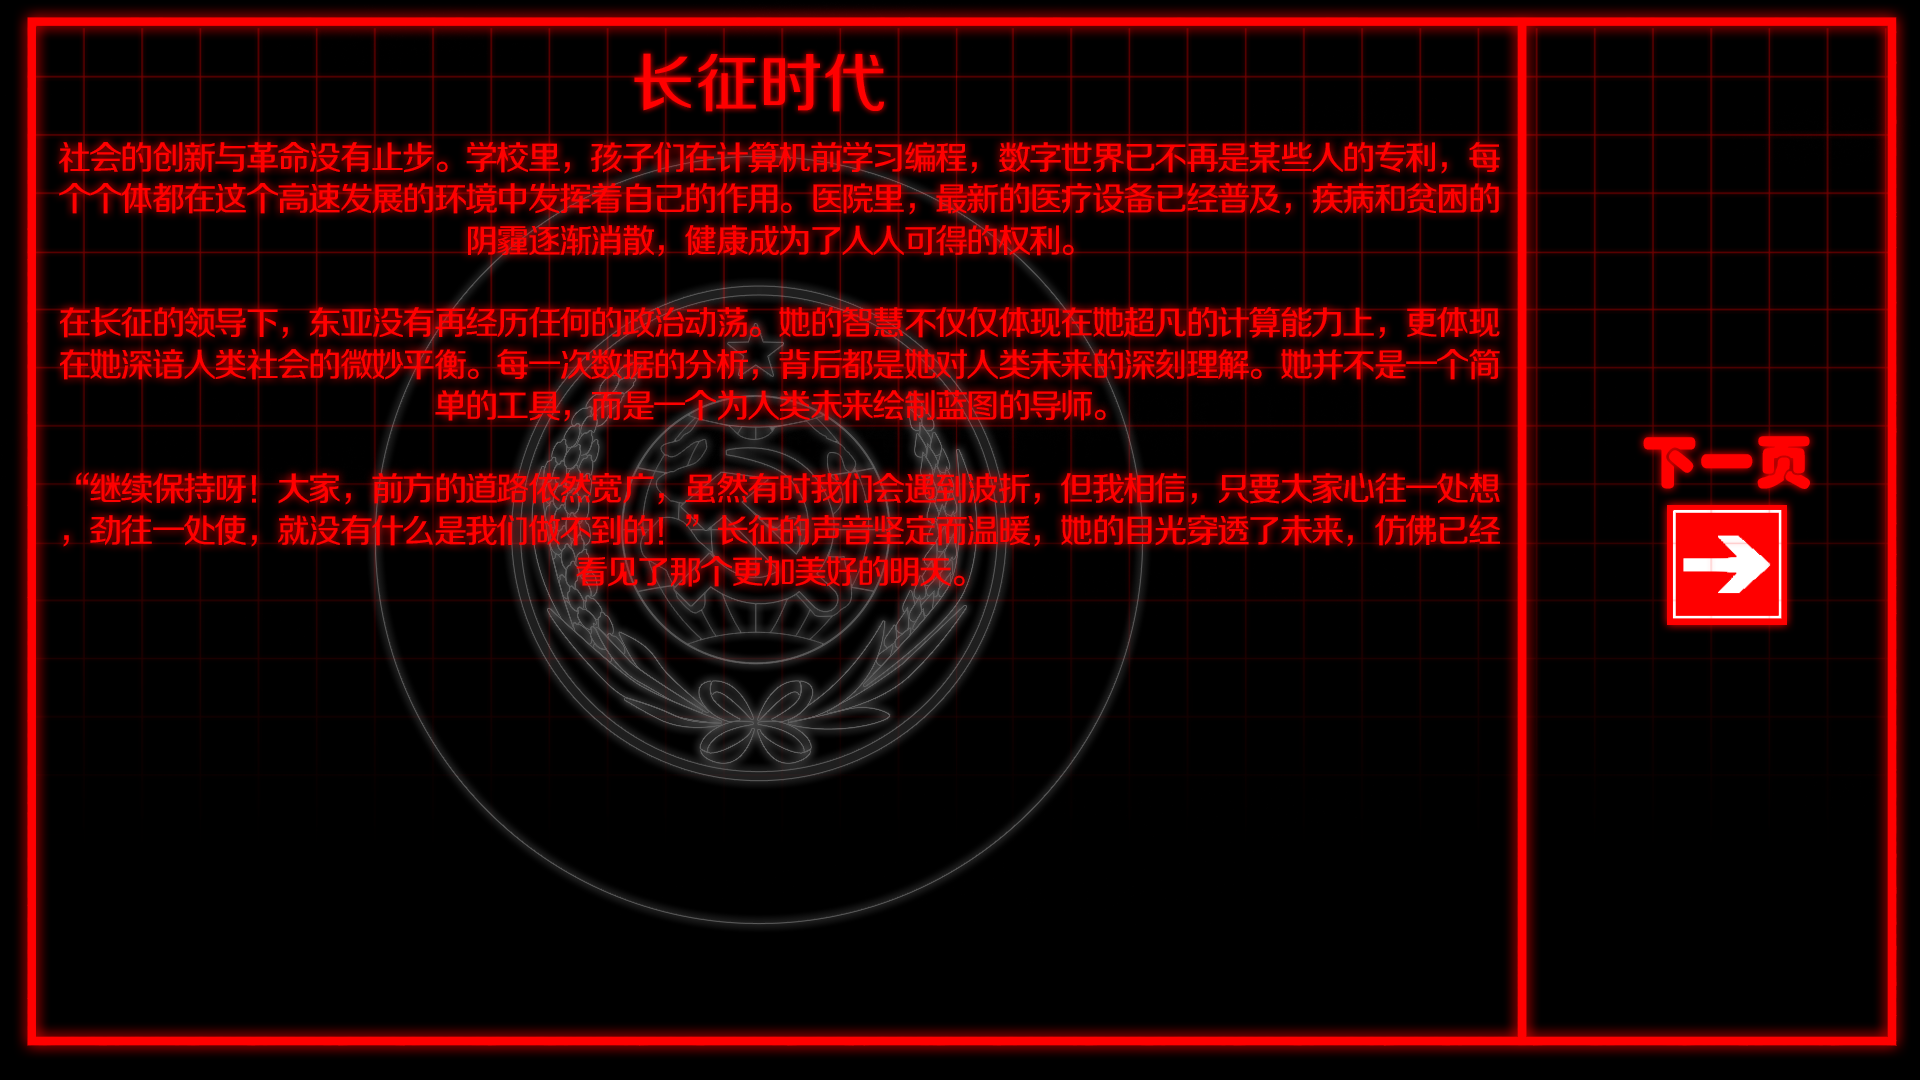 长征时代
社会的创新与革命没有止步。学校里，孩子们在计算机前学习编程，数字世界已不再是某些人的专利，每
个个体都在这个高速发展的环境中发挥着自己的作用。医院里，最新的医疗设备已经普及，疾病和贫困的
阴霾逐渐消散，健康成为了人人可得的权利。
在长征的领导下，东亚没有再经历任何的政治动荡。她的智慧不仅仅体现在她超凡的计算能力上，更体现
在她深谙人类社会的微妙平衡。每一次数据的分析，背后都是她对人类未来的深刻理解。她并不是一个简
单的工具，而是一个为人类未来绘制蓝图的导师。
“继续保持呀！大家，前方的道路依然宽广，虽然有时我们会遇到波折，但我相信，只要大家心往一处想
，劲往一处使，就没有什么是我们做不到的！”长征的声音坚定而温暖，她的目光穿透了未来，仿佛已经
看见了那个更加美好的明天。
下一页